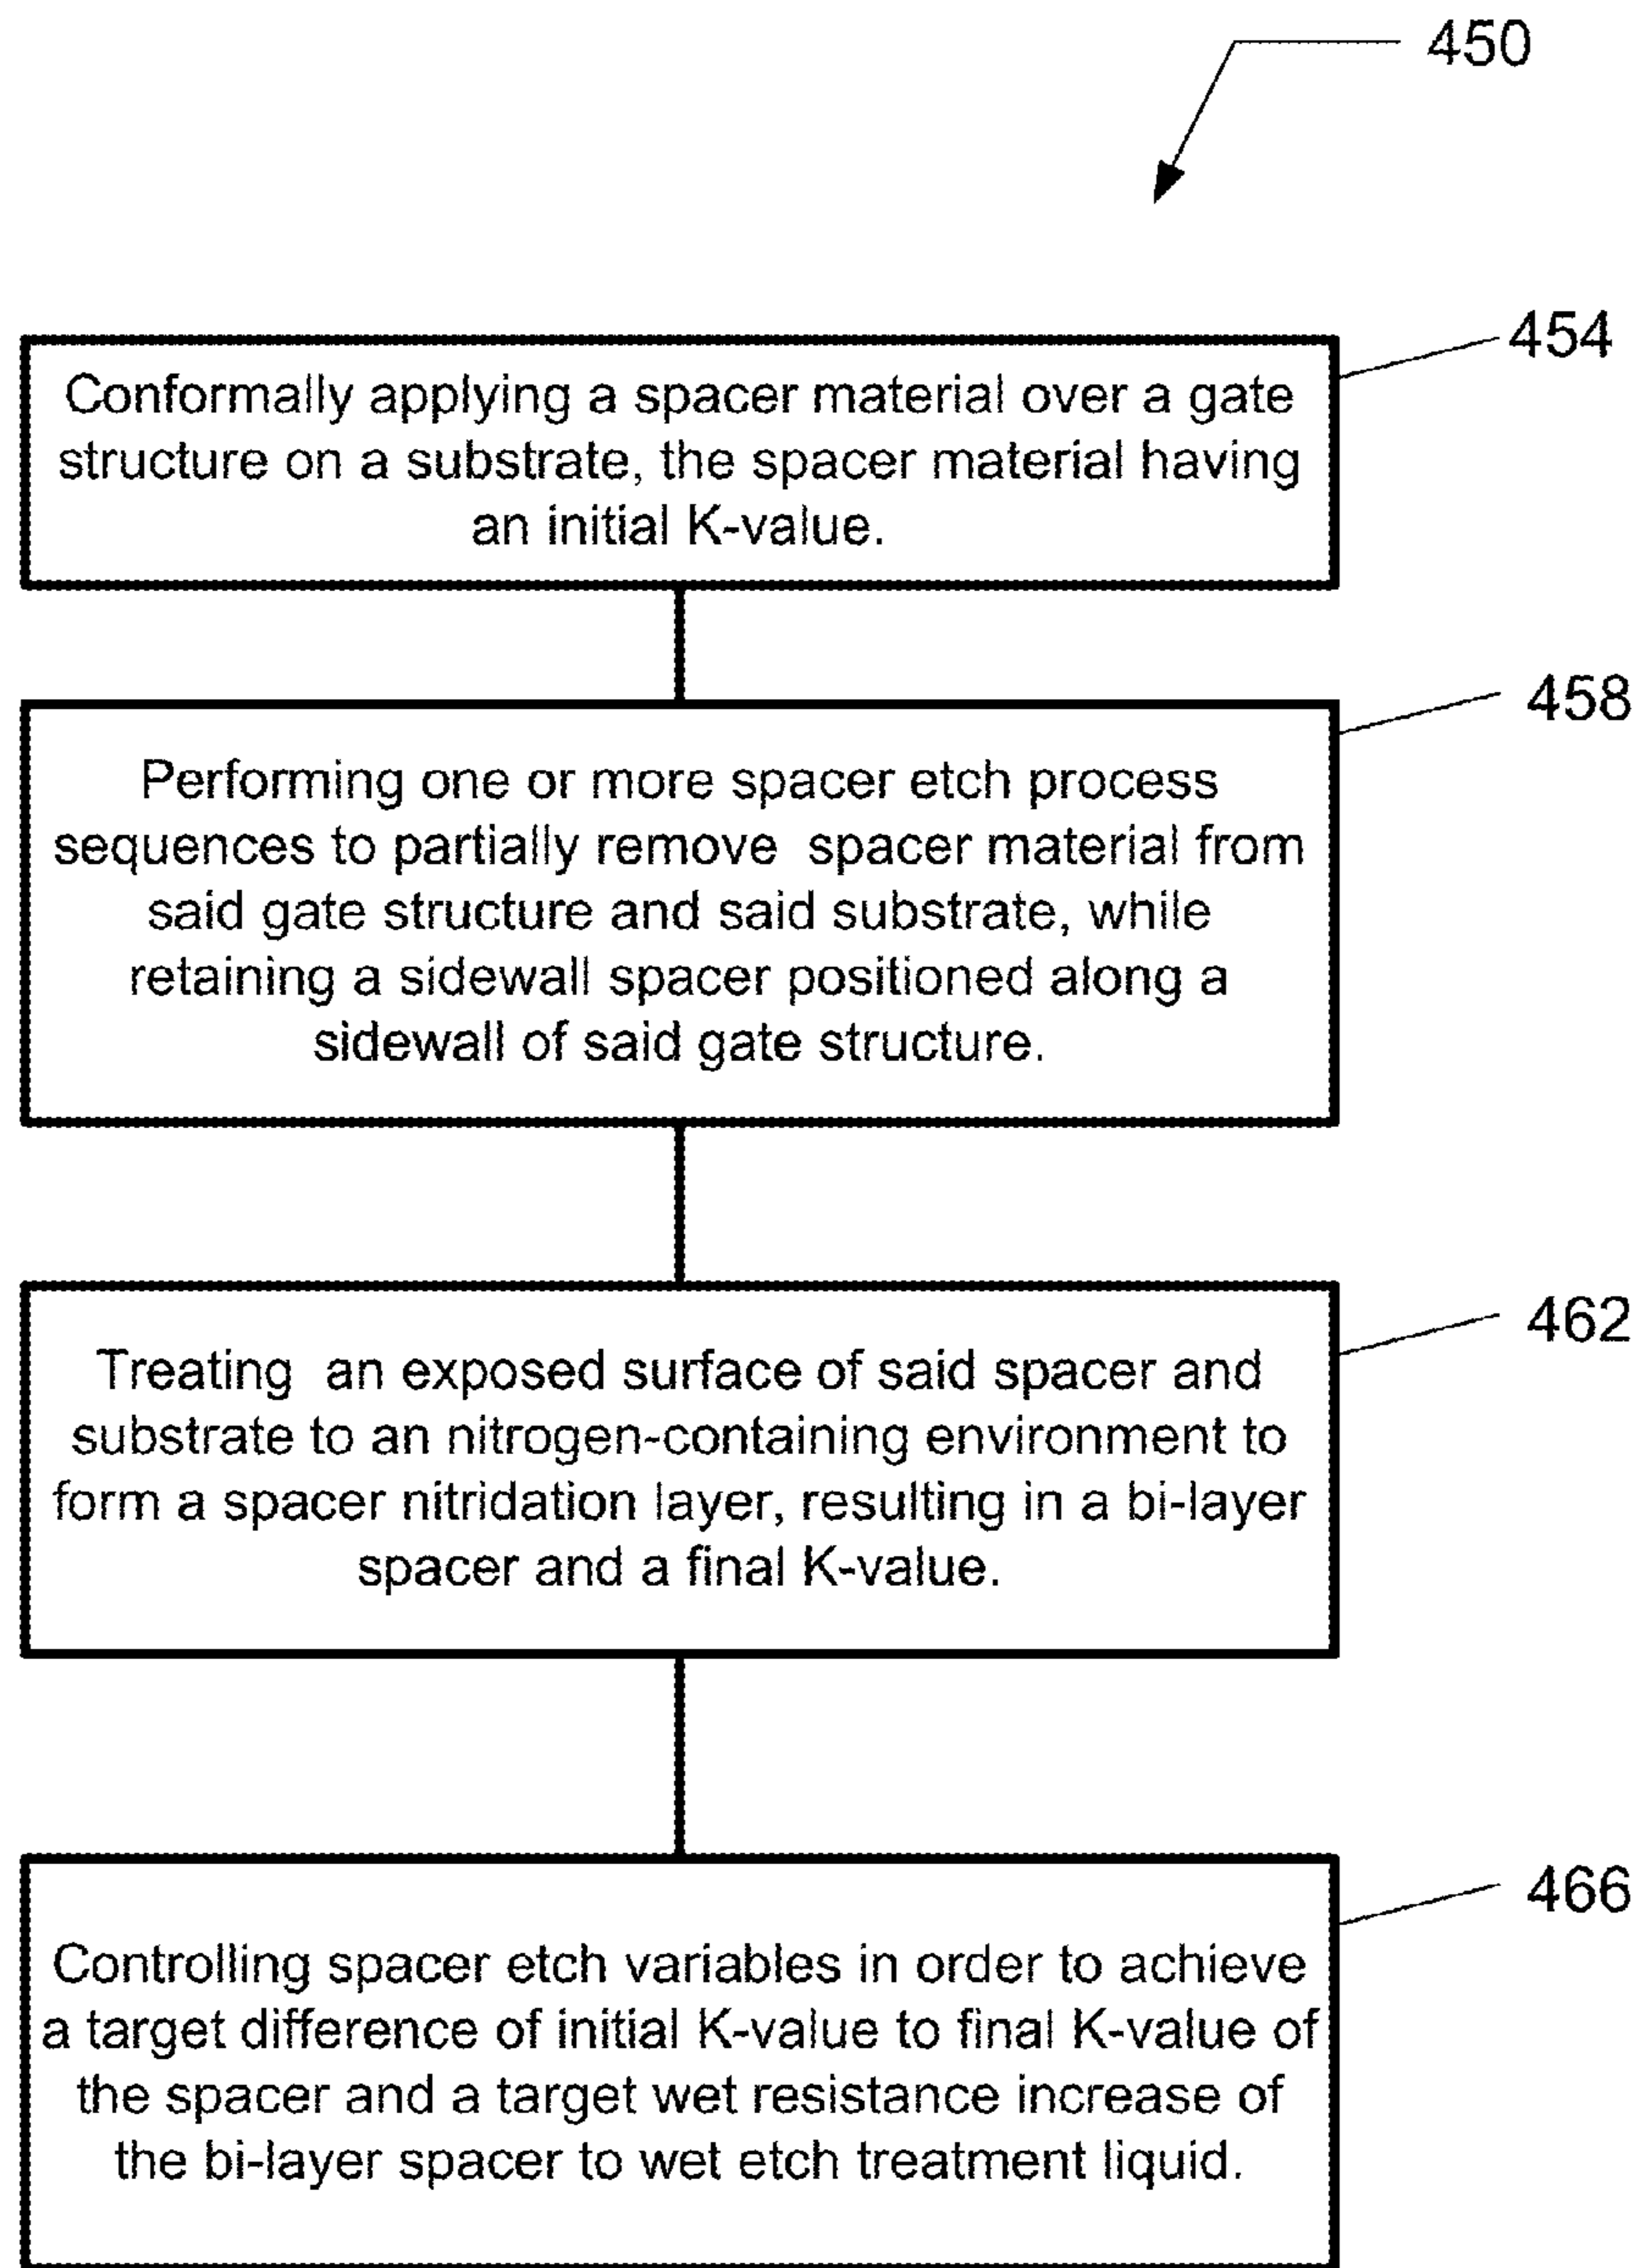 450
454
Conformally applying a spacer material over a gate
structure on a substrate, the spacer material having
an initial K-value.
458
Performing one or more spacer etch process
sequences to partially remove spacer material from
said gate structure and said substrate, while
retaining a sidewall spacer positioned along a
sidewall of said gate structure.
462
Treating an exposed surface of said spacer and
substrate to an nitrogen-containing environment to
form a spacer nitridation layer, resulting in a bi-layer
spacer and a final K-value.
466
Controlling spacer etch variables in order to achieve
a target difference of initial K-value to final K-value of
the spacer and a target wet resistance increase of
the bi-layer spacer to wet etch treatment liquid.